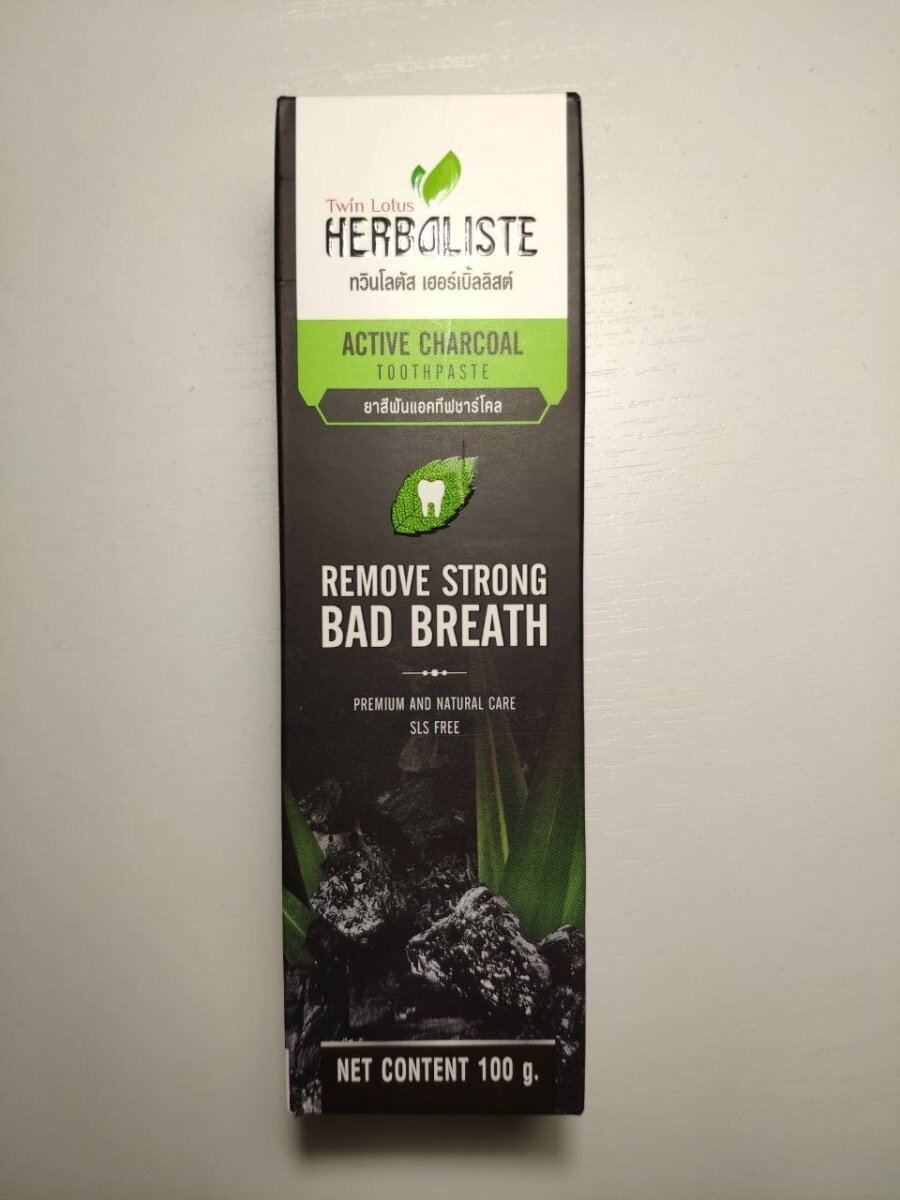 Twin Lotus
HERBALISTE
ทวินโลตัส เฮอร์เบิ้ลลิสต์
ACTIVE CHARCOAL
TOOTHPASTE
ยาสีฟันแอคทีฟชาร์โคล
REMOVE STRONG
BAD BREATH
PREMIUM AND NATURAL CARE
SLS FREE
NET CONTENT 100 g.